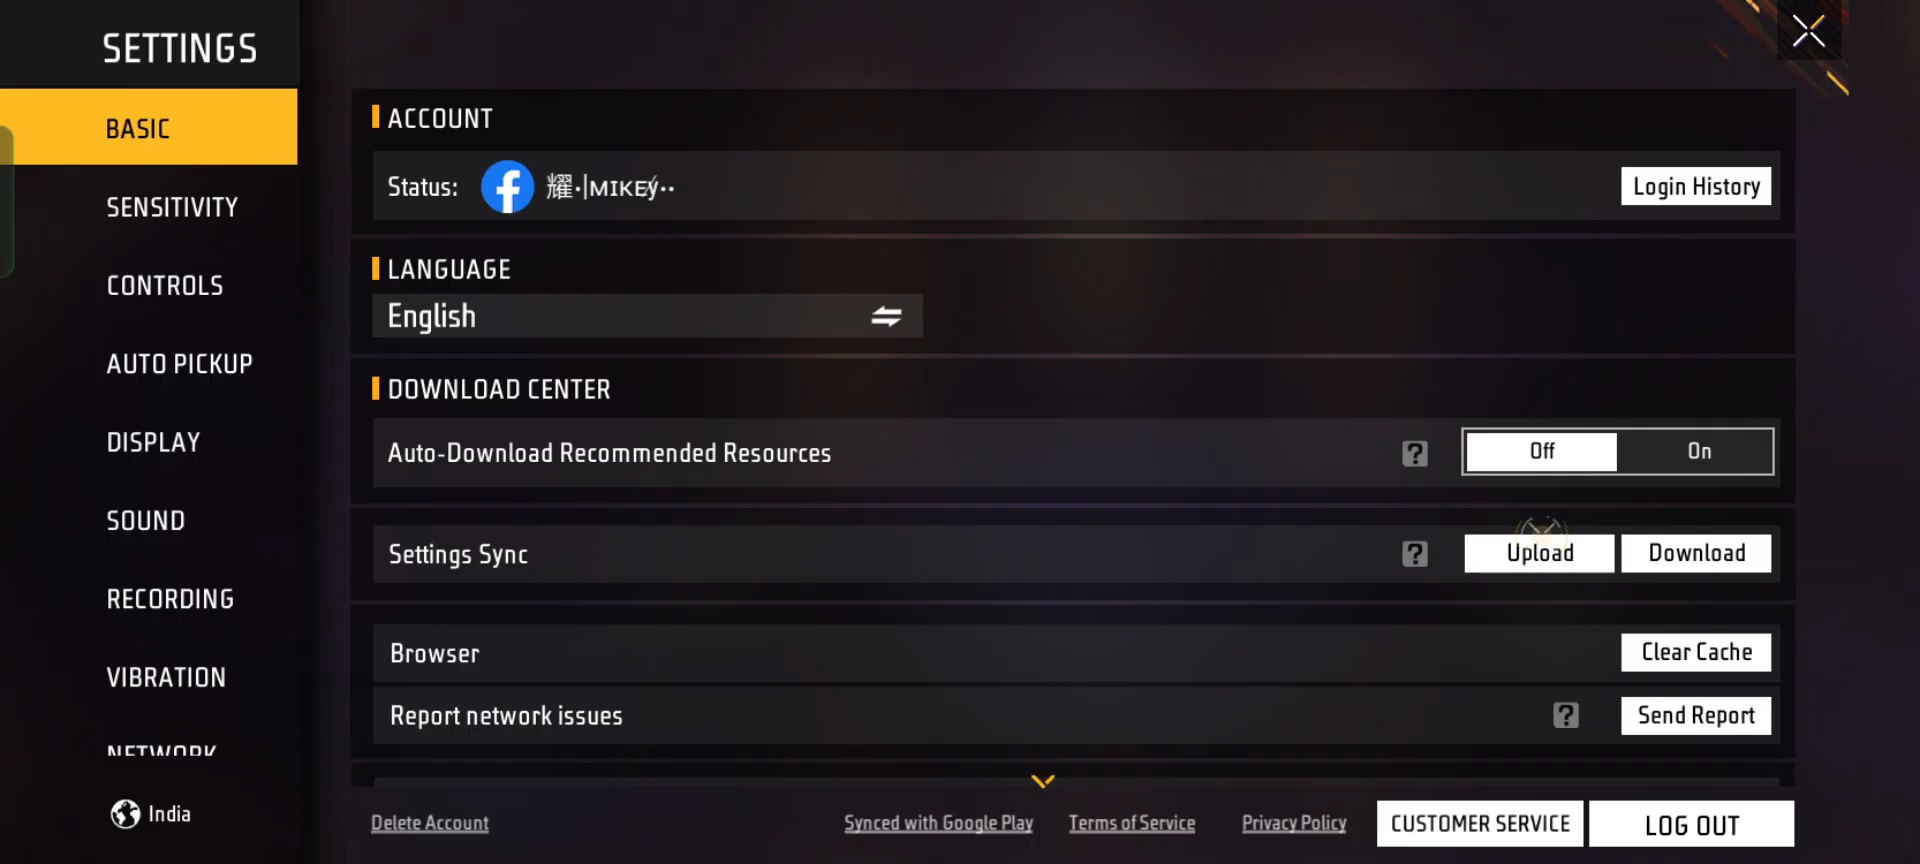 SETTINGS
BASIC
SENSITIVITY
CONTROLS
AUTO PICKUP
DISPLAY
SOUND
RECORDING
VIBRATION
NETWORK
India
ACCOUNT
Status: 耀·|ᴍɪᴋᴇʏ̸··
Login History
LANGUAGE
English
DOWNLOAD CENTER
Auto-Download Recommended Resources ? Off On
Settings Sync ? Upload Download
Browser Clear Cache
Report network issues ? Send Report
Delete Account Synced with Google Play Terms of Service Privacy Policy CUSTOMER SERVICE LOG OUT